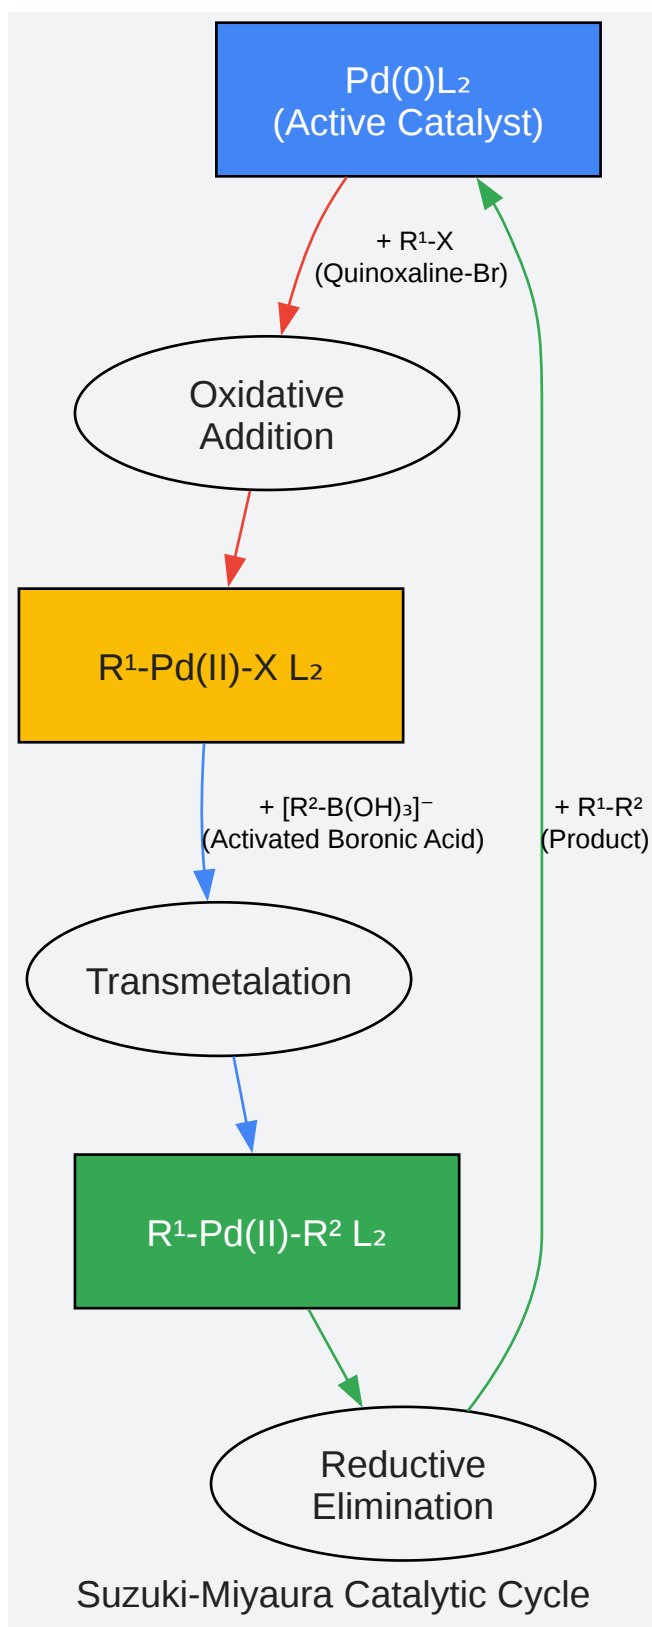 Pd(0)L₂
(Active Catalyst)
+ R¹-X
(Quinoxaline-Br)
Oxidative
Addition
R¹-Pd(II)-X L₂
+ [R²-B(OH)₃]⁻
(Activated Boronic Acid)
+ R¹-R²
(Product)
Transmetalation
R¹-Pd(II)-R² L₂
Reductive
Elimination
Suzuki-Miyaura Catalytic Cycle